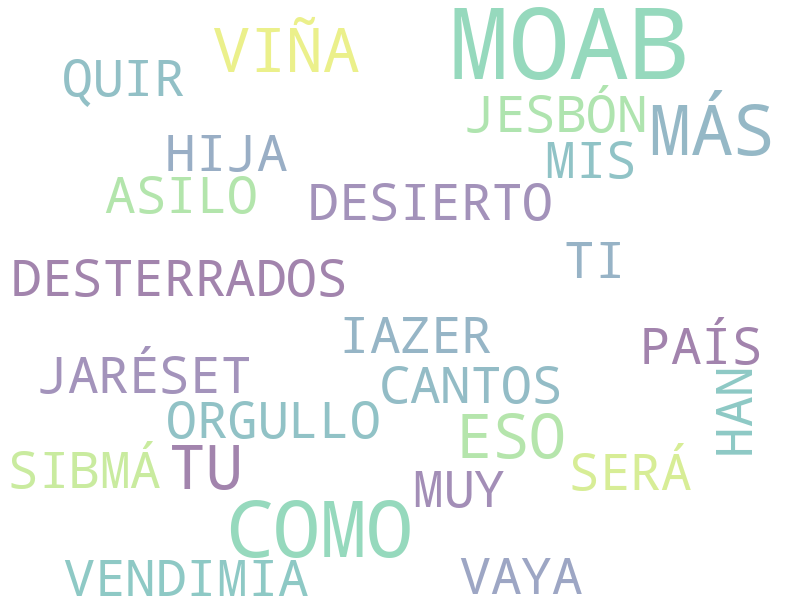 MOAB
VIÑA
QUIR
JESBÓN
MÁS
HIJA
MIS
ASILO
DESIERTO
TI
DESTERRADOS
IAZER
PAÍS
JARÉSET
CANTOS
HAN
ORGULLO
ESO
SIBMÁ
TU
SERÁ
MUY
COMO
VENDIMIA
VAYA